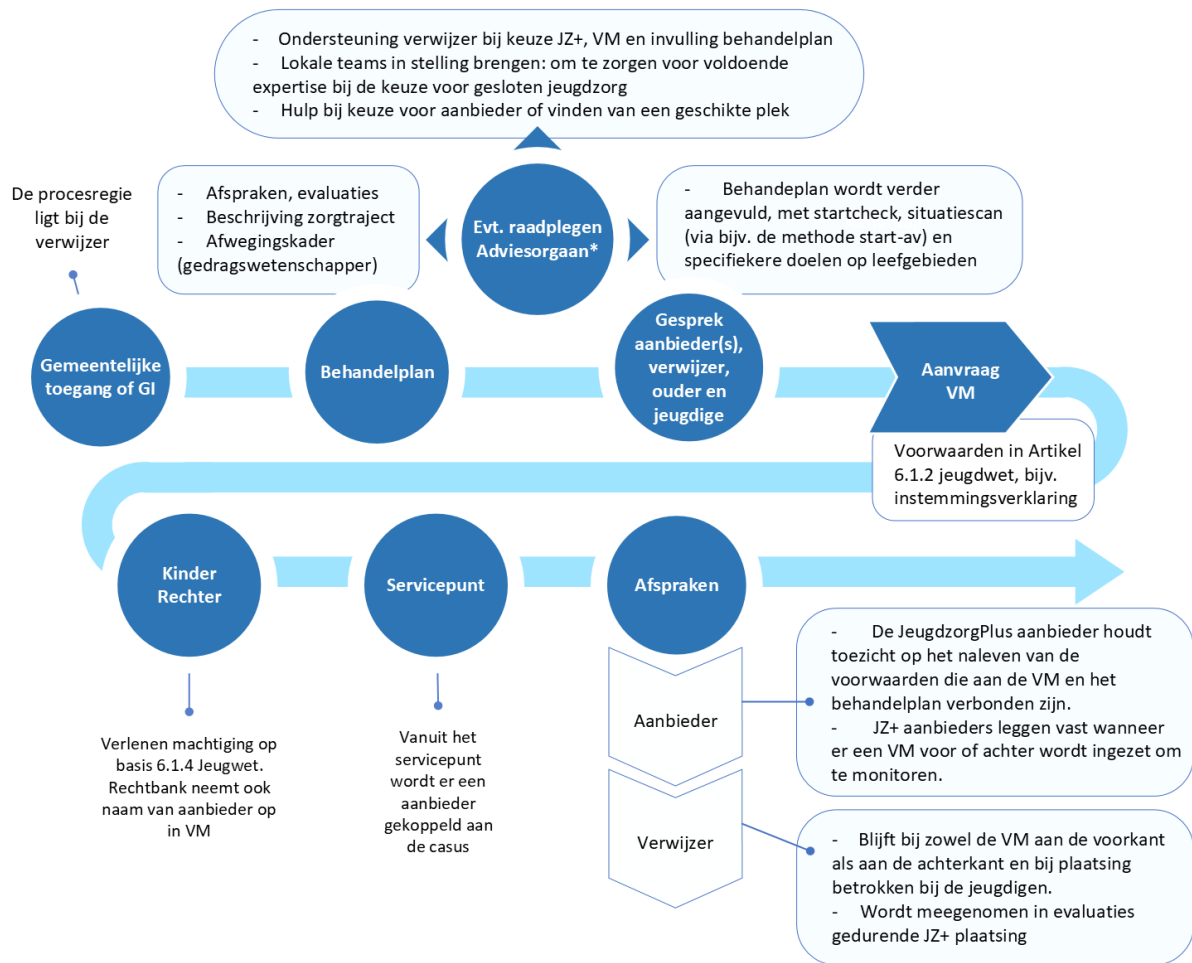 - Ondersteuning verwijzer bij keuze JZ+, VM en invulling behandelplan
- Lokale teams in stelling brengen: om te zorgen voor voldoende
expertise bij de keuze voor gesloten jeugdzorg
- Hulp bij keuze voor aanbieder of vinden van een geschikte plek
De procesregie
ligt bij de
verwijzer
- Afspraken, evaluaties
- Beschrijving zorgtraject
- Afwegingskader
(gedragswetenschapper)
Evt. raadplegen
Adviesorgaan*
- Behandeplan wordt verder
aangevuld, met startcheck, situatiescan
(via bijv. de methode start-av) en
specifiekere doelen op leefgebieden
Gemeentelijke
toegang of GI
Behandelplan
Gesprek
aanbieder(s),
verwijzer,
ouder en
jeugdige
Aanvraag
VM
Voorwaarden in Artikel
6.1.2 jeugdwet, bijv.
instemmingsverklaring
Kinder
Rechter
Servicepunt
Afspraken
Verlenen machtiging op
basis 6.1.4 Jeugwet.
Rechtbank neemt ook
naam van aanbieder op
in VM
Vanuit het
servicepunt
wordt er een
aanbieder
gekoppeld aan
de casus
Aanbieder
- De JeugdzorgPlus aanbieder houdt
toezicht op het naleven van de
voorwaarden die aan de VM en het
behandelplan verbonden zijn.
- JZ+ aanbieders leggen vast wanneer
er een VM voor of achter wordt ingezet om
te monitoren.
Verwijzer
- Blijft bij zowel de VM aan de voorkant
als aan de achterkant en bij plaatsing
betrokken bij de jeugdigen.
- Wordt meegenomen in evaluaties
gedurende JZ+ plaatsing